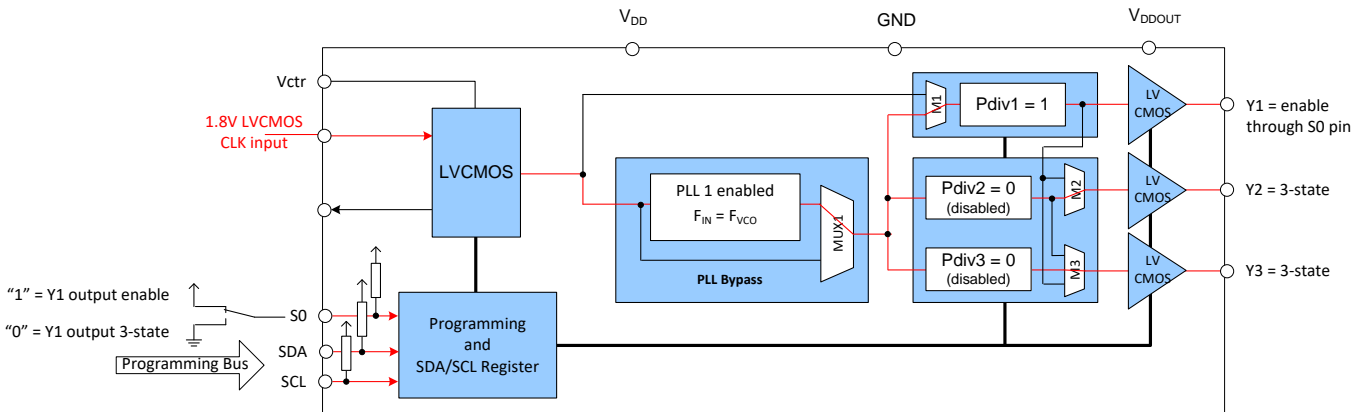 VDD
GND
VDDOUT
Vctr
1.8V LVCMOS
CLK input
LVCMOS
M1
Pdiv1 = 1
LV
CMOS
Y1 = enable
through S0 pin
PLL 1 enabled
FIN = FVCO
MUX1
PLL Bypass
Pdiv2 = 0
(disabled)
M2
LV
CMOS
Y2 = 3-state
Pdiv3 = 0
(disabled)
M3
LV
CMOS
Y3 = 3-state
“1” = Y1 output enable
“0” = Y1 output 3-state
S0
SDA
SCL
Programming Bus
Programming
and
SDA/SCL Register